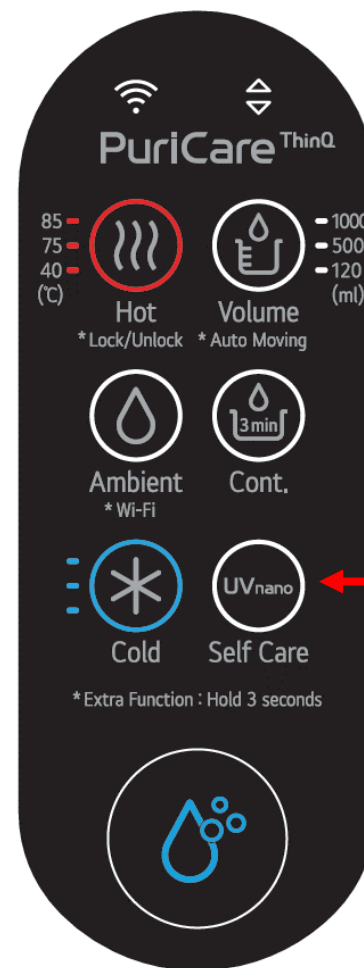 PuriCare ThinQ
85
75
40
(℃)
1000
500
120
(ml)
Hot
* Lock/Unlock
Volume
* Auto Moving
3 min
Ambient
* Wi-Fi
Cont.
UVnano
Cold
Self Care
* Extra Function : Hold 3 seconds